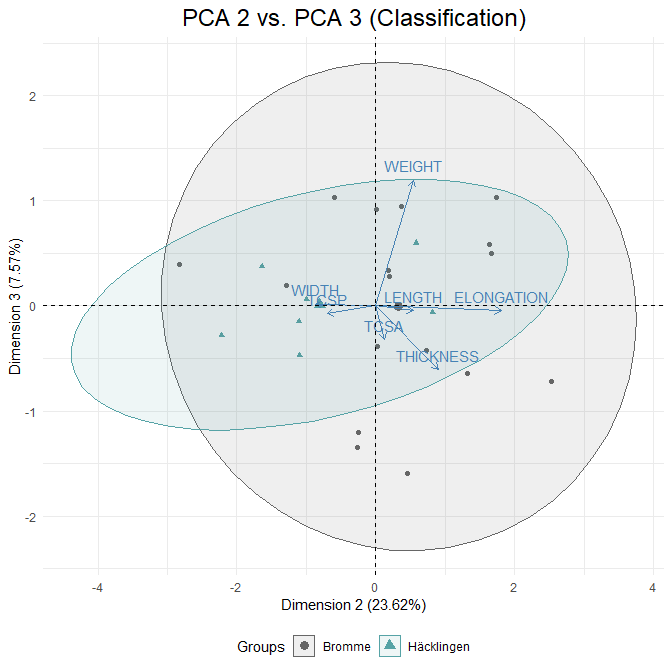 PCA 2 vs. PCA 3 (Classification)
2
1
0
-1
-2
Dimension 3 (7.57%)
WEIGHT
WIDTH
TCSP
LENGTH
ELONGATION
TCSA
THICKNESS
-4
-2
0
2
4
Dimension 2 (23.62%)
Groups Bromme Häcklingen